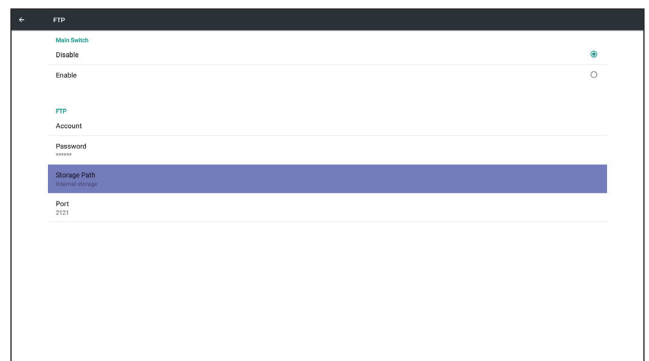 FTP
Main Switch
Disable
Enable
FTP
Account
Password
******
Storage Path
Internal storage
Port
2121